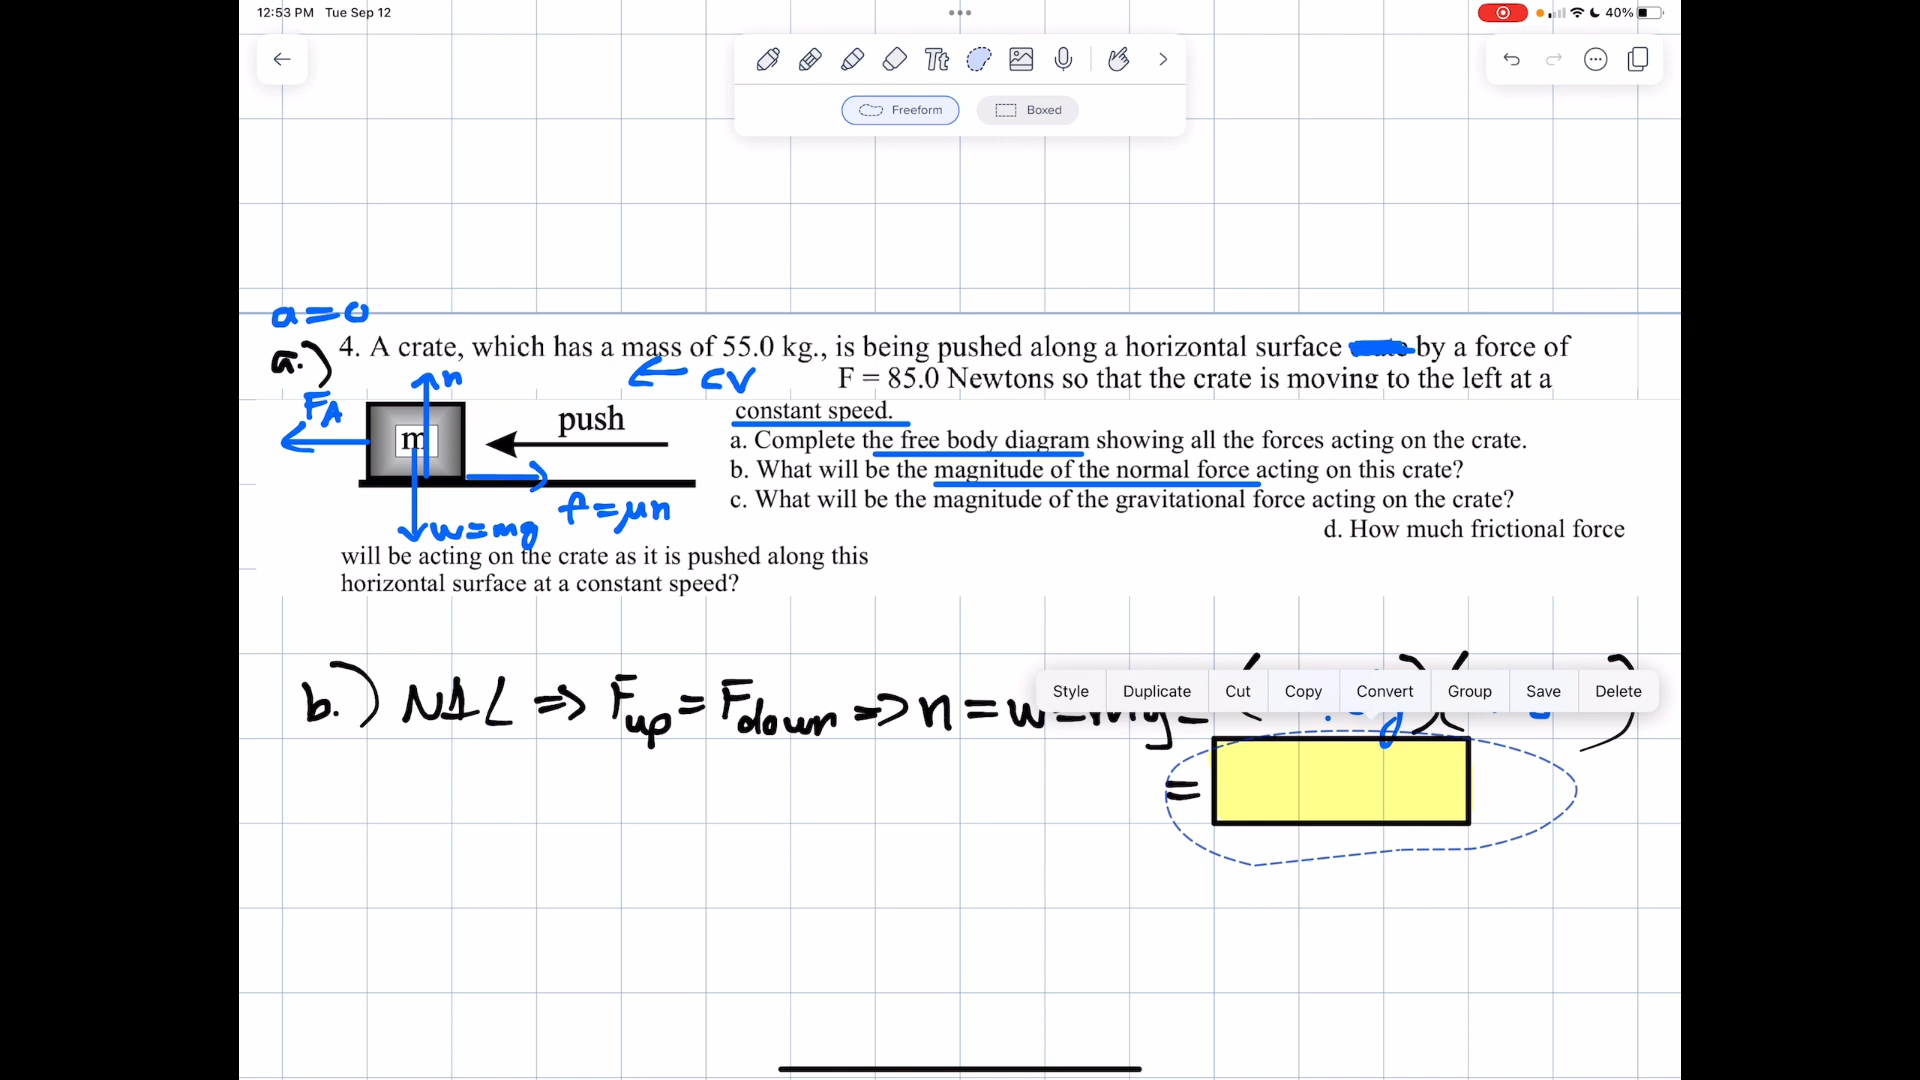 12:53 PM Tue Sep 12
40%
Tt
Freeform
Boxed
a=0
a.)
4. A crate, which has a mass of 55.0 kg., is being pushed along a horizontal surface by a force of
F = 85.0 Newtons so that the crate is moving to the left at a
← CV
n
FA
m
push
constant speed.
a. Complete the free body diagram showing all the forces acting on the crate.
b. What will be the magnitude of the normal force acting on this crate?
c. What will be the magnitude of the gravitational force acting on the crate?
f=μn
w=mg
d. How much frictional force
will be acting on the crate as it is pushed along this
horizontal surface at a constant speed?
Style Duplicate Cut Copy Convert Group Save Delete
b.) N1L => Fup = Fdown => n = w = mg =
=